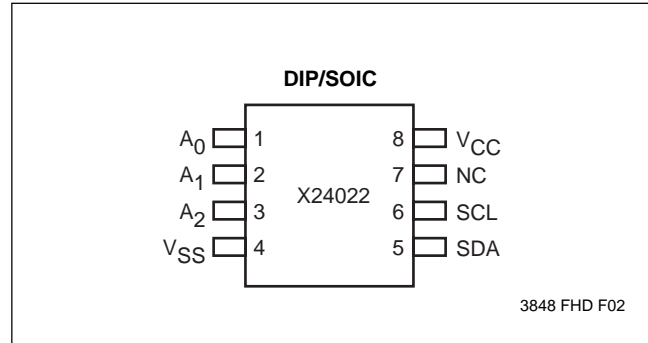 DIP/SOIC
A0 1 8 VCC
A1 2 7 NC
X24022
A2 3 6 SCL
VSS 4 5 SDA
3848 FHD F02